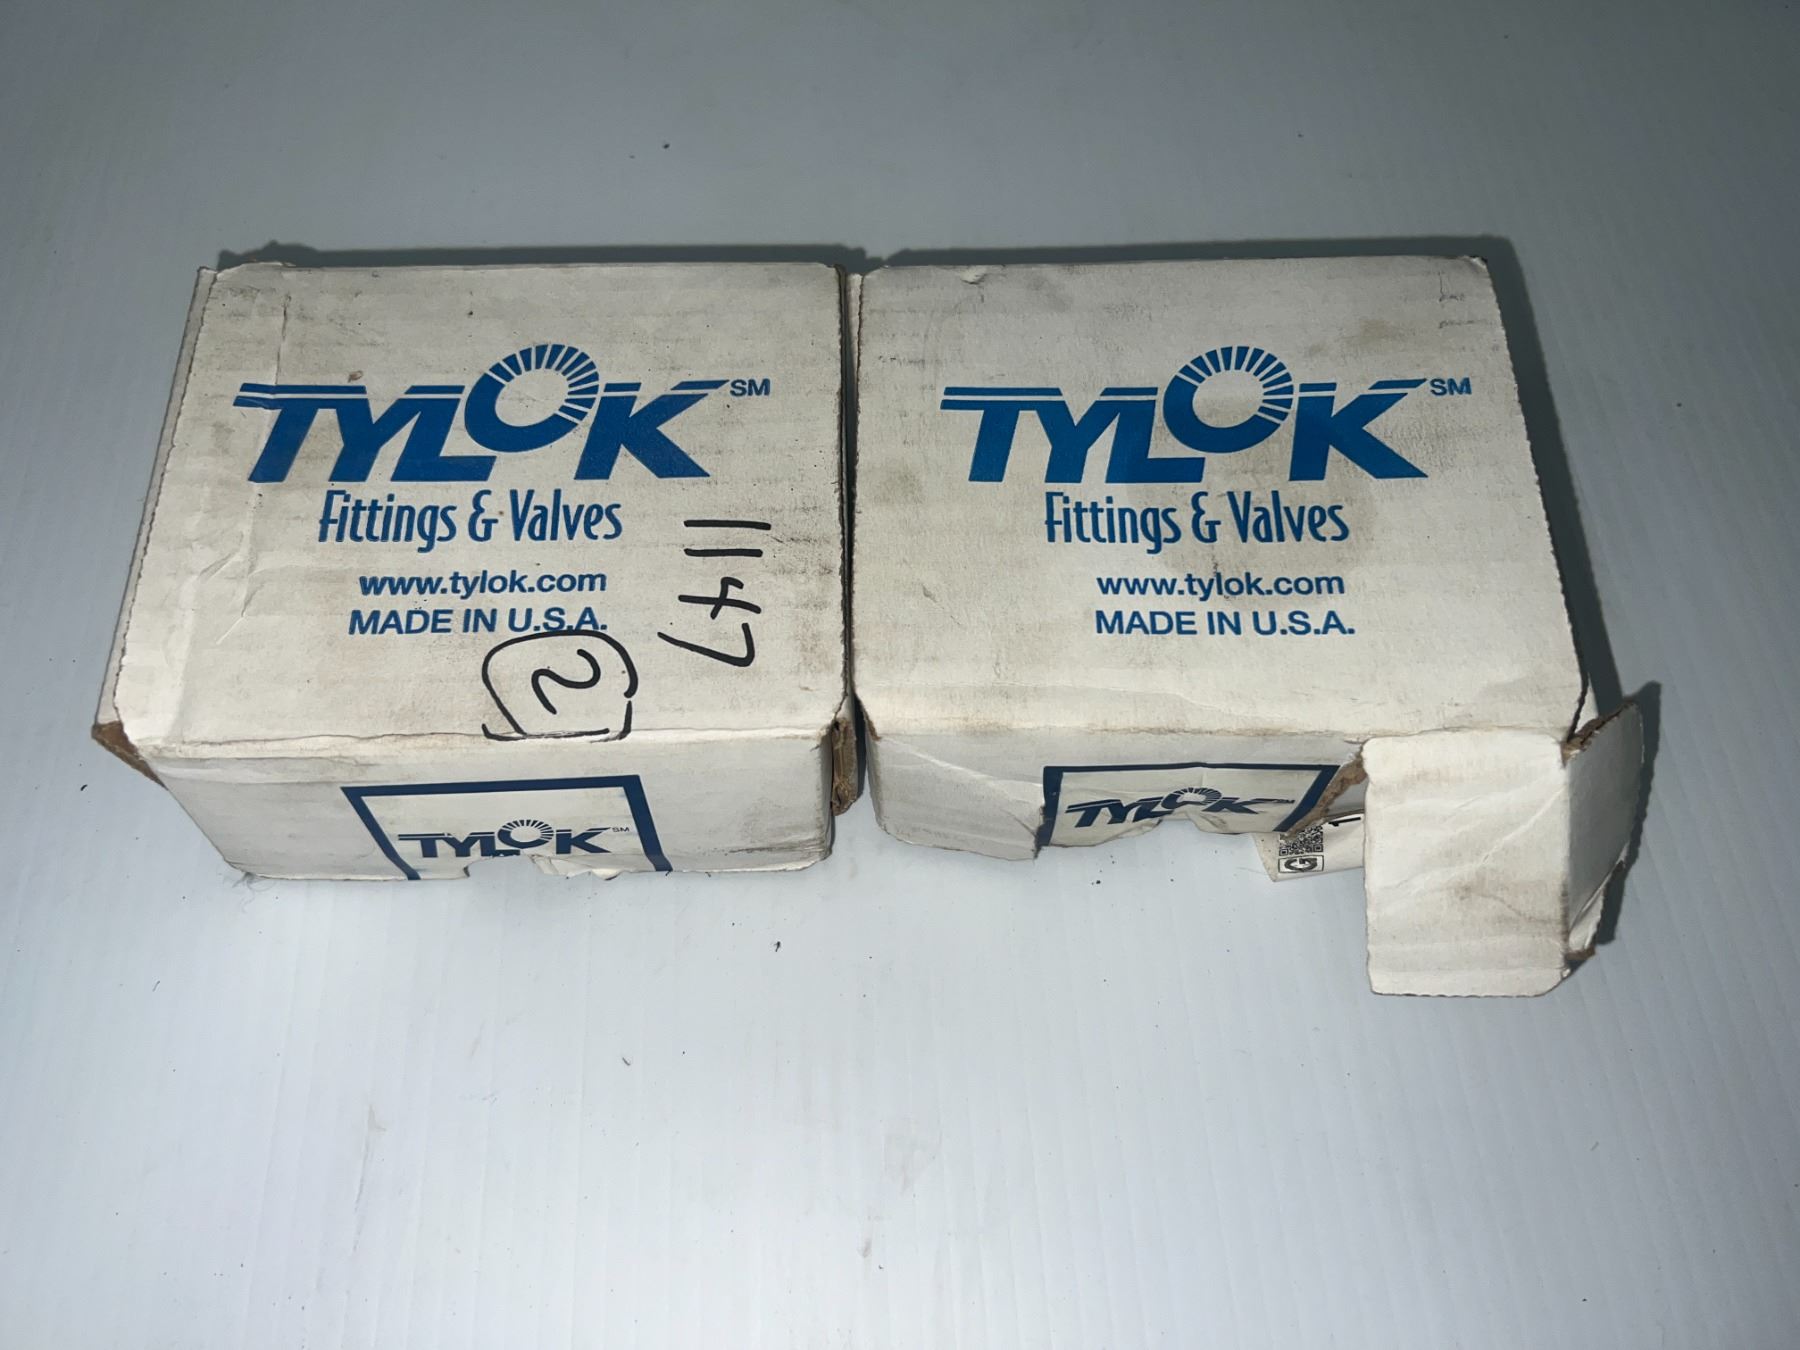 TYLOK SM
Fittings & Valves
www.tylok.com
MADE IN U.S.A.
1147
2
TYLOK SM
TYLOK SM
Fittings & Valves
www.tylok.com
MADE IN U.S.A.
TYLOK SM
G